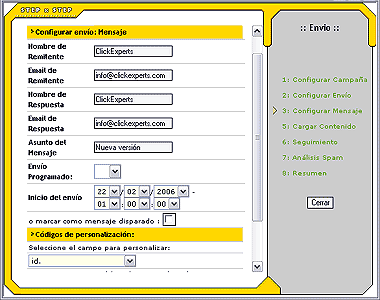 STEP x STEP
Configurar envío: Mensaje
Nombre de Remitente
ClickExperts
Email de Remitente
info@clickexperts.com
Nombre de Respuesta
ClickExperts
Email de Respuesta
info@clickexperts.com
Asunto del Mensaje
Nueva versión
Envío Programado:
Inicio del envío
22 / 02 / 2006 -
01 : 00 : 00
o marcar como mensaje disparado :
Códigos de personalización:
Seleccione el campo para personalizar:
id.
:: Envio ::
1: Configurar Campaña
2: Configurar Envío
3: Configurar Mensaje
5: Cargar Contenido
6: Seguimiento
7: Análisis Spam
8: Resumen
Cerrar